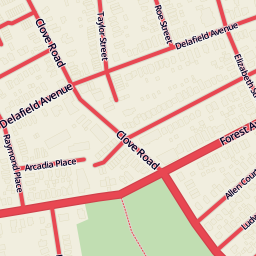 Clove Road
Taylor Street
Roe Street
Delafield Avenue
Elizabeth S
Delafield Avenue
Clove Road
Forest Av
Raymond Place
Arcadia Place
Allen Cour
Ludw